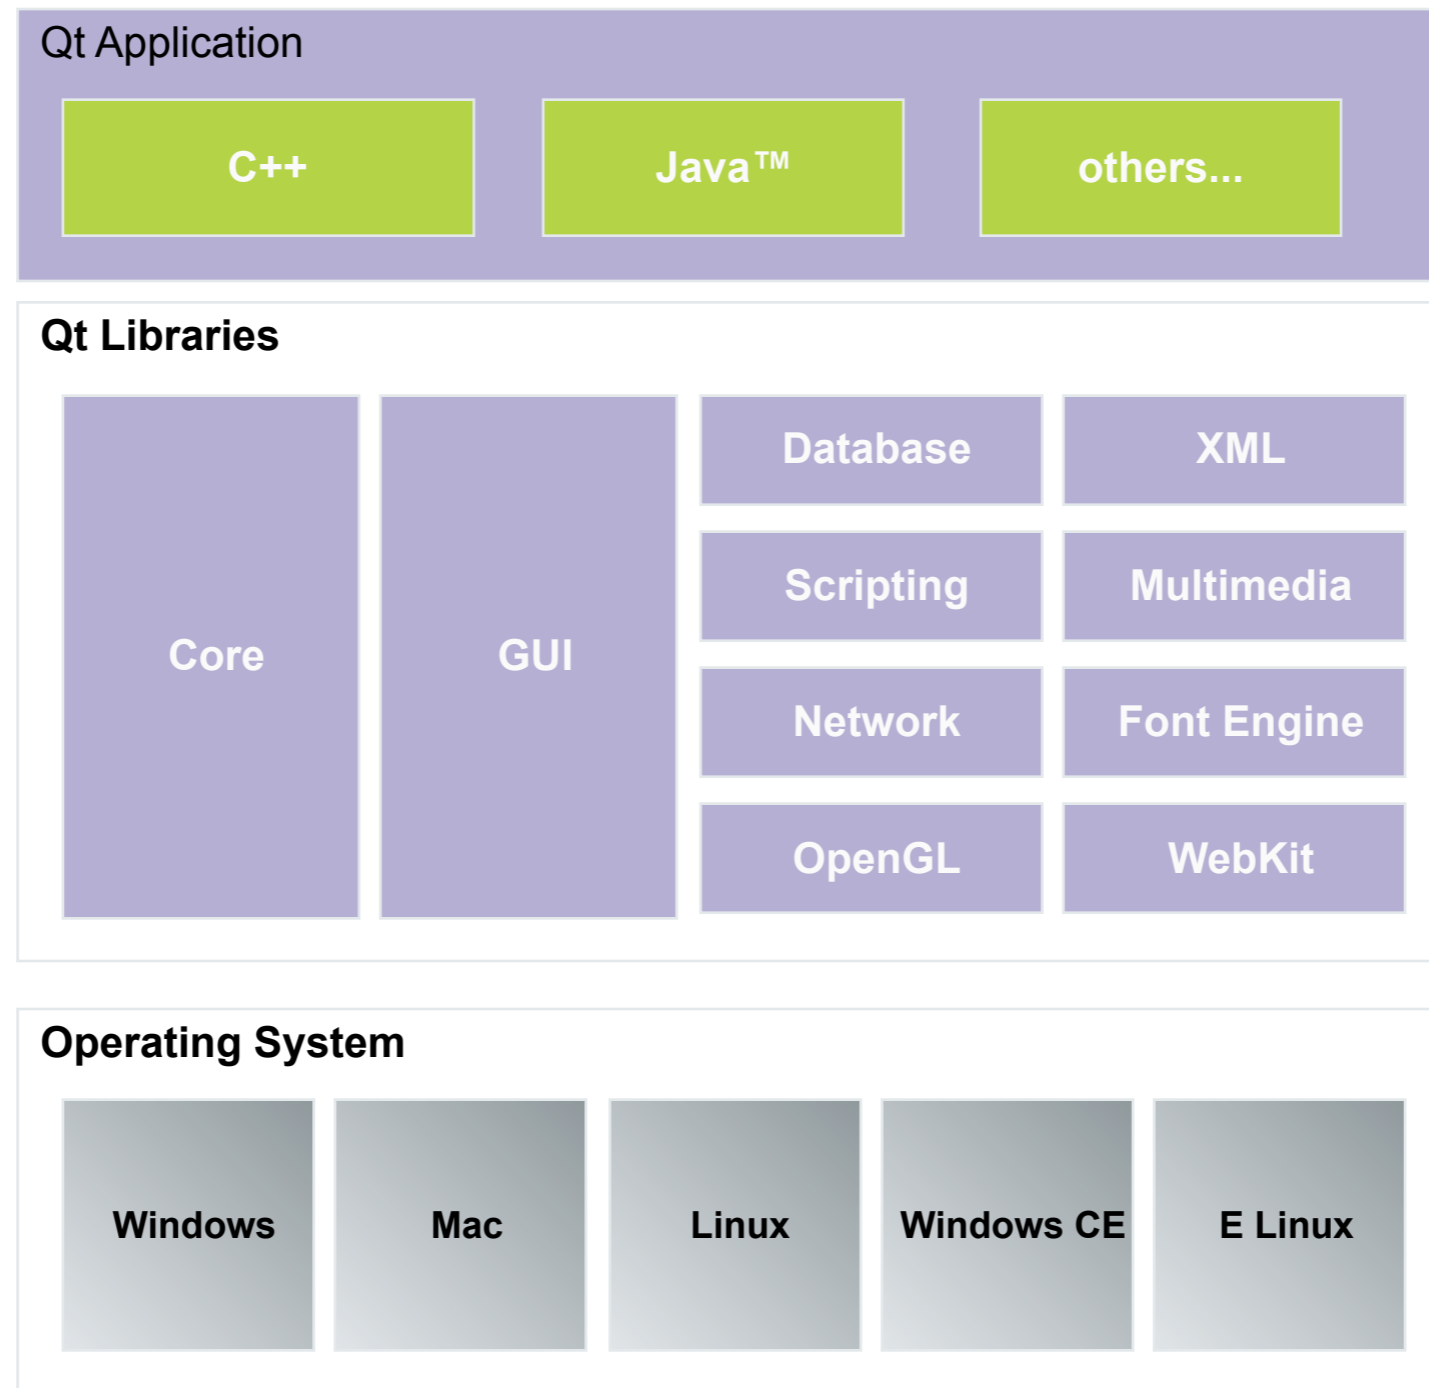 Qt Application
C++
Java™
others...
Qt Libraries
Core
GUI
Database
XML
Scripting
Multimedia
Network
Font Engine
OpenGL
WebKit
Operating System
Windows
Mac
Linux
Windows CE
E Linux